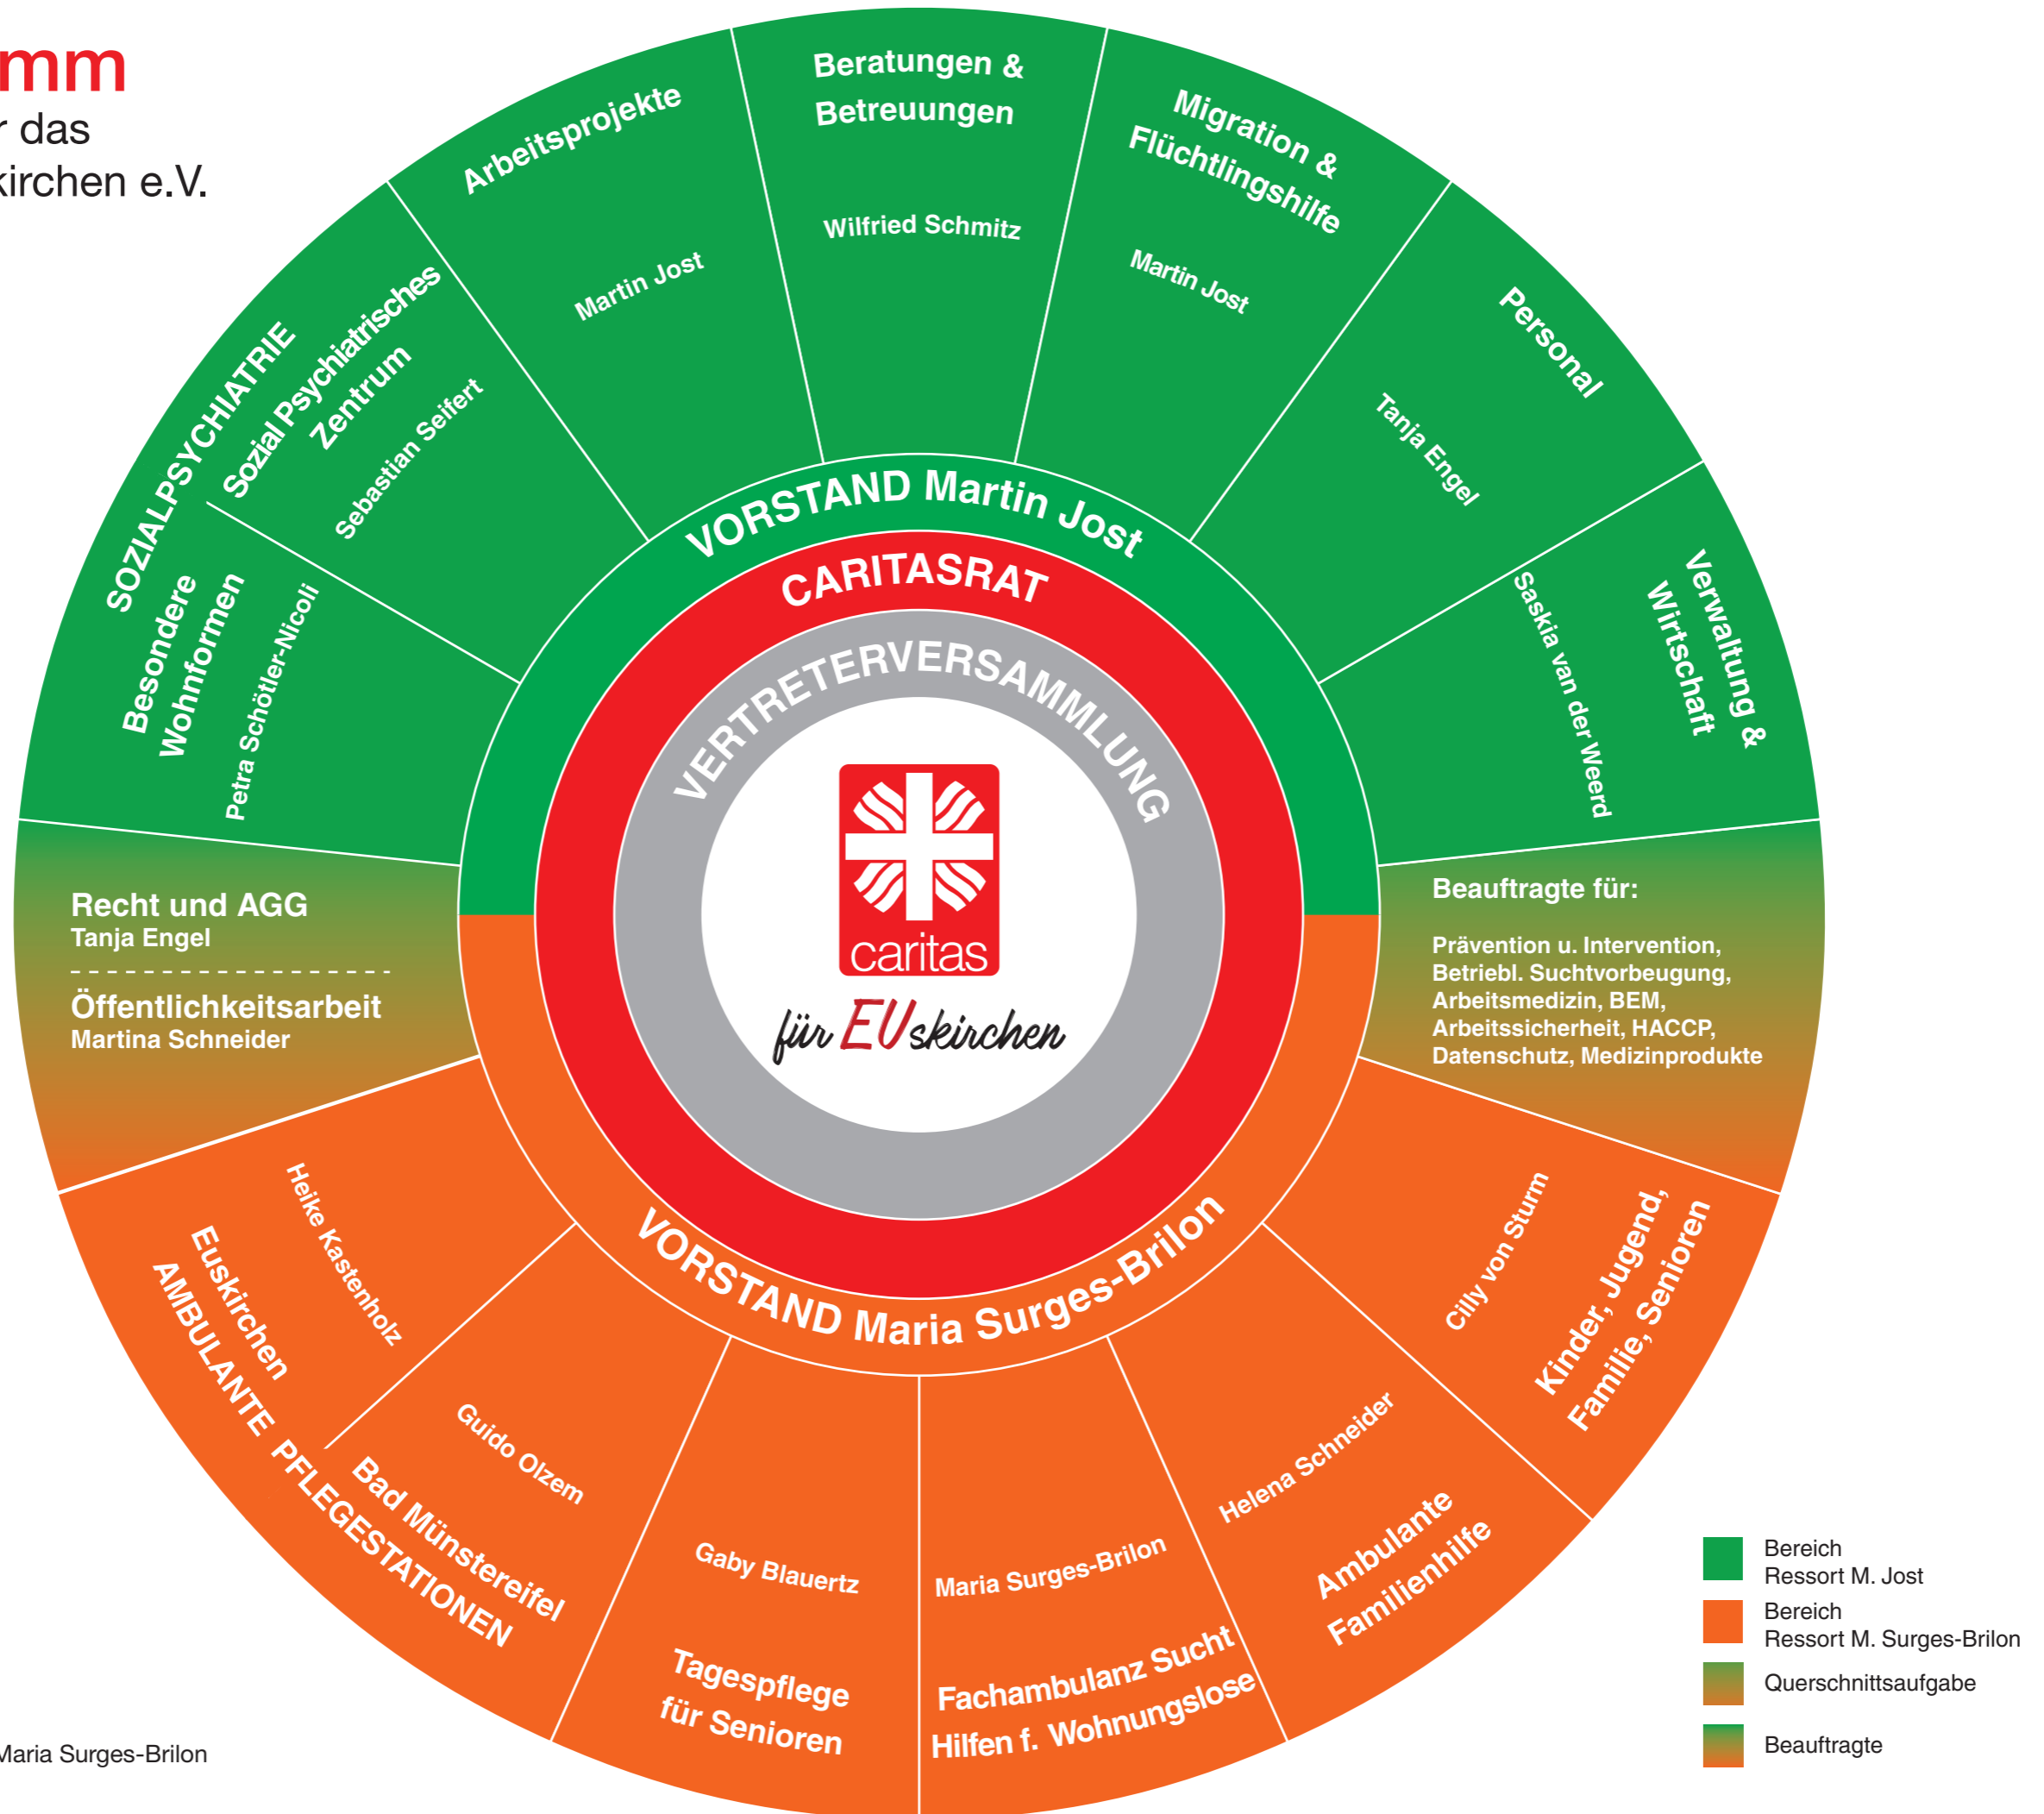 mm
r das
kirchen e.V.
Arbeitsprojekte
Martin Jost
Beratungen &
Betreuungen
Wilfried Schmitz
Migration &
Flüchtlingshilfe
Martin Jost
Personal
Tanja Engel
Verwaltung &
Wirtschaft
Saskia van der Weerd
SOZIALPSYCHIATRIE
Sozial Psychiatrisches
Zentrum
Sebastian Seifert
Besondere
Wohnformen
Petra Schötler-Nicoli
VORSTAND Martin Jost
CARITASRAT
VERTRETERVERSAMMLUNG
caritas
für EUskirchen
Recht und AGG
Tanja Engel
Öffentlichkeitsarbeit
Martina Schneider
Beauftragte für:
Prävention u. Intervention,
Betriebl. Suchtvorbeugung,
Arbeitsmedizin, BEM,
Arbeitssicherheit, HACCP,
Datenschutz, Medizinprodukte
VORSTAND Maria Surges-Brilon
Heike Kastenholz
Euskirchen
AMBULANTE PFLEGESTATIONEN
Guido Olzem
Bad Münstereifel
Gaby Blauertz
Tagespflege
für Senioren
Maria Surges-Brilon
Fachambulanz Sucht
Hilfen f. Wohnungslose
Helena Schneider
Ambulante
Familienhilfe
Cilly von Sturm
Kinder, Jugend,
Familie, Senioren
Bereich
Ressort M. Jost
Bereich
Ressort M. Surges-Brilon
Querschnittsaufgabe
Beauftragte
Maria Surges-Brilon